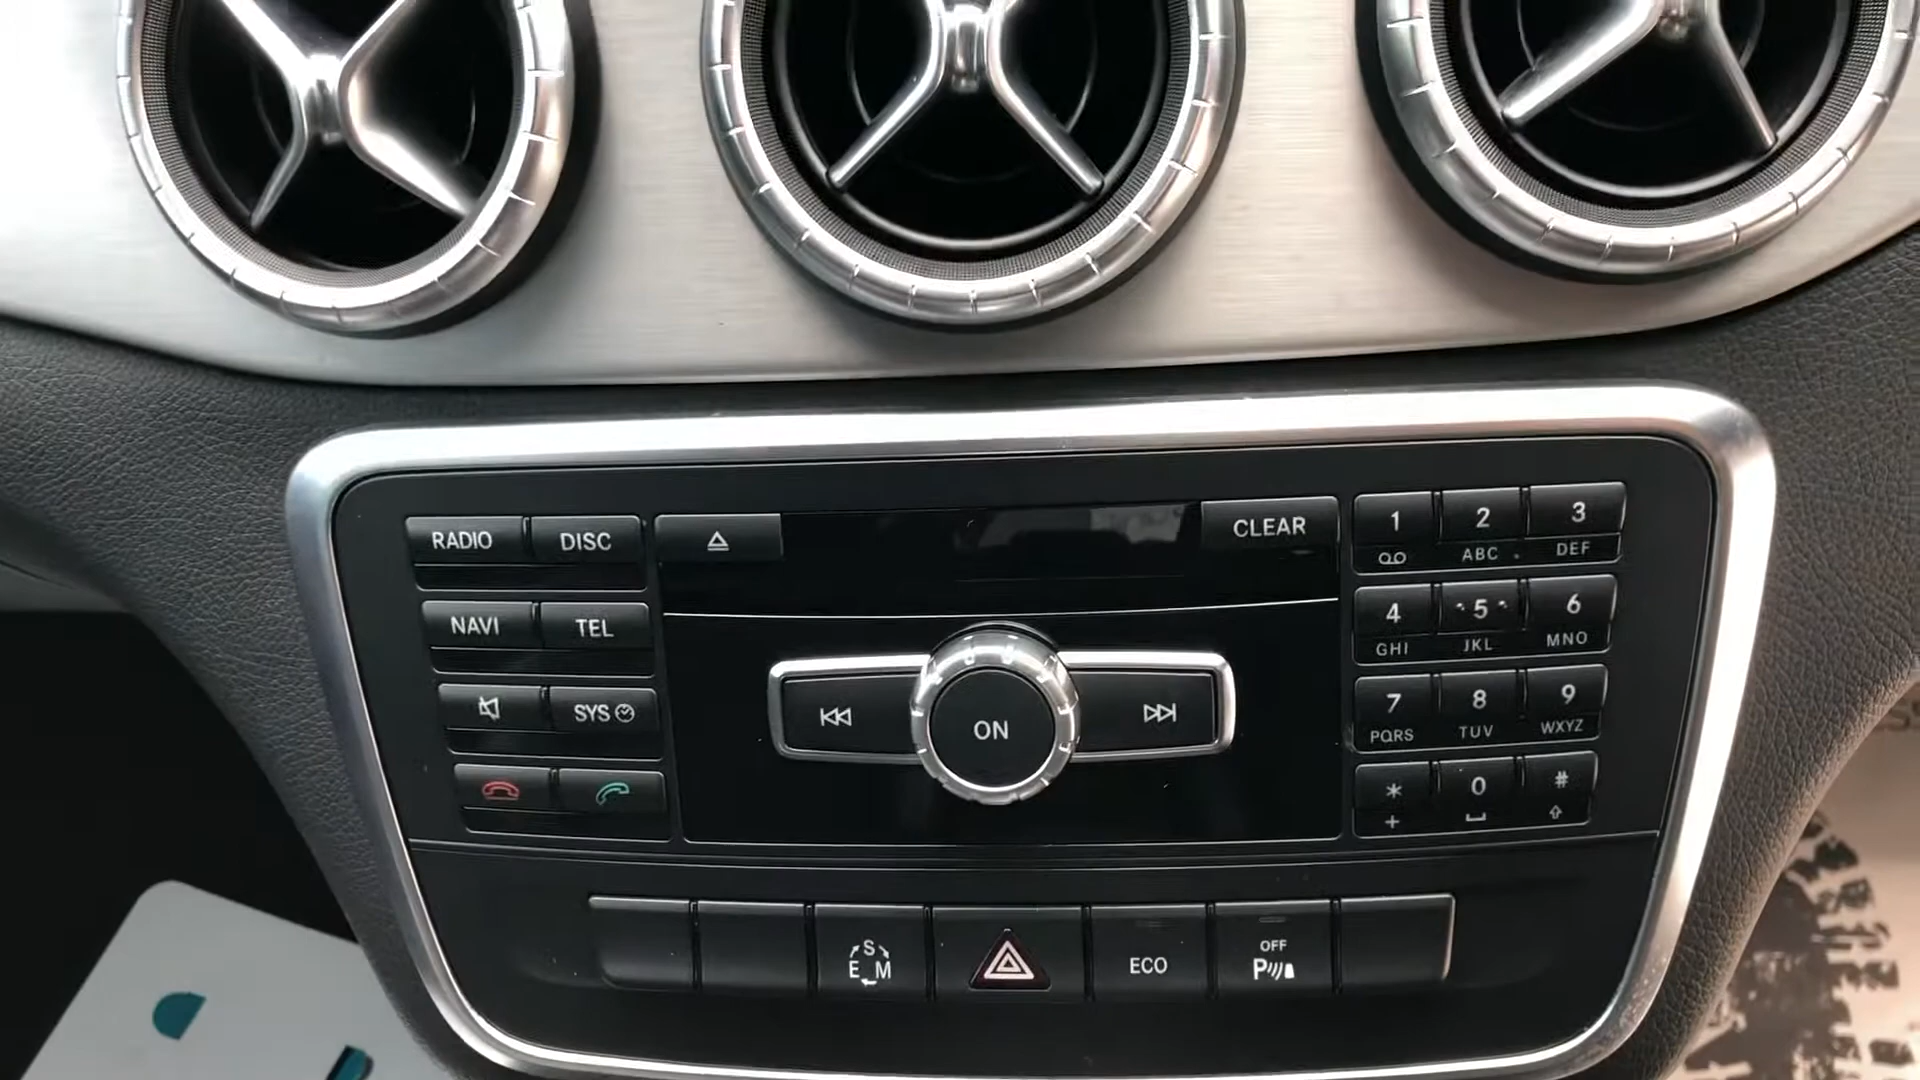 RADIO DISC CLEAR 1 2 3
ABC DEF
NAVI TEL 4 5 6
GHI JKL MNO
SYS ON 7 8 9
PQRS TUV WXYZ
* 0 #
+
S
E M ECO OFF
P